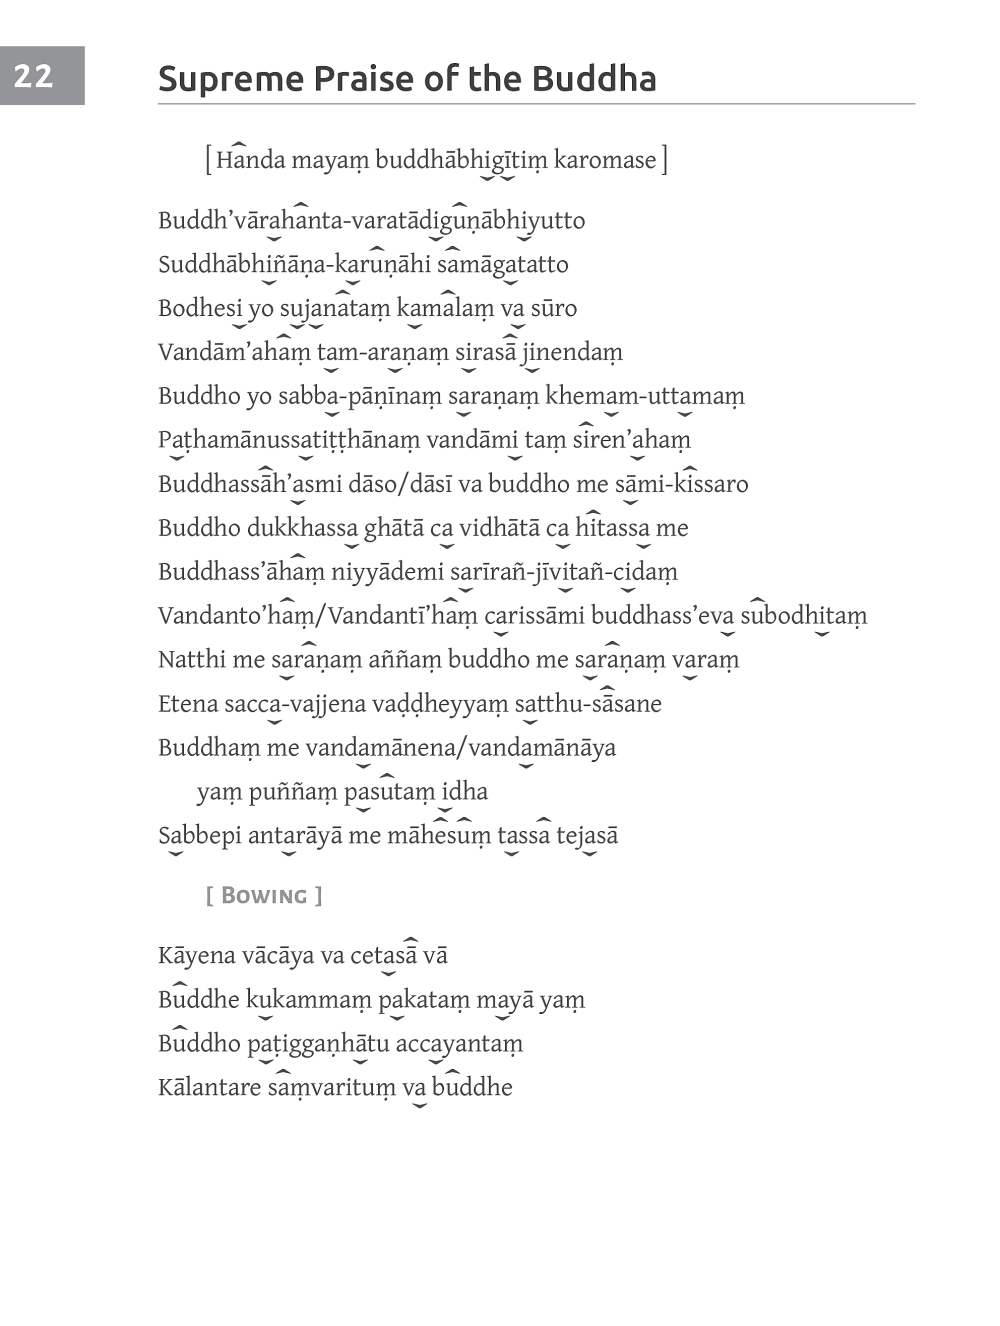 22
Supreme Praise of the Buddha
[ Handa mayaṃ buddhābhigītiṃ karomase ]
Buddh’vārahanta-varatādiguṇābhiyutto
Suddhābhiñāṇa-karuṇāhi samāgatatto
Bodhesi yo sujanataṃ kamalaṃ va sūro
Vandām’ahaṃ tam-araṇaṃ sirasā jinendaṃ
Buddho yo sabba-pāṇīnaṃ saraṇaṃ khemam-uttamaṃ
Paṭhamānussatiṭṭhānaṃ vandāmi taṃ siren’ahaṃ
Buddhassāh’asmi dāso/dāsī va buddho me sāmi-kissaro
Buddho dukkhassa ghātā ca vidhātā ca hitassa me
Buddhass’āhaṃ niyyādemi sarīrañ-jīvitañ-cidaṃ
Vandanto’haṃ/Vandantī’haṃ carissāmi buddhass’eva subodhitaṃ
Natthi me saraṇaṃ aññaṃ buddho me saraṇaṃ varaṃ
Etena sacca-vajjena vaḍḍheyyaṃ satthu-sāsane
Buddhaṃ me vandamānena/vandamānāya
yaṃ puññaṃ pasutaṃ idha
Sabbepi antarāyā me māhesuṃ tassa tejasā
[ Bowing ]
Kāyena vācāya va cetasā vā
Buddhe kukammaṃ pakataṃ mayā yaṃ
Buddho paṭiggaṇhātu accayantaṃ
Kālantare saṃvarituṃ va buddhe